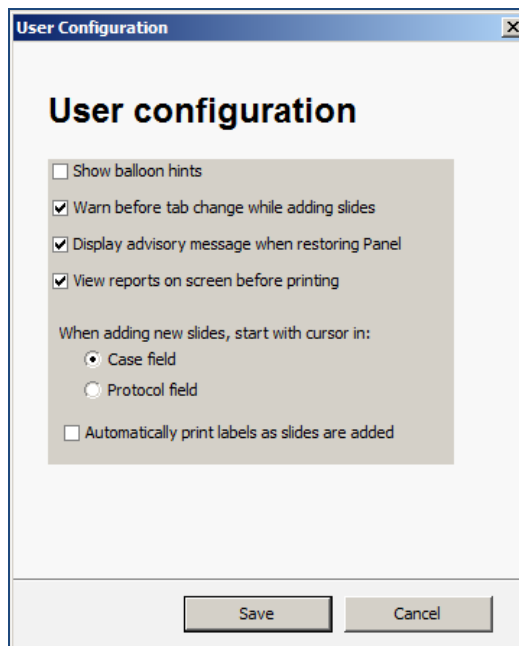 User Configuration
User configuration
Show balloon hints
Warn before tab change while adding slides
Display advisory message when restoring Panel
View reports on screen before printing
When adding new slides, start with cursor in:
Case field
Protocol field
Automatically print labels as slides are added
Save Cancel